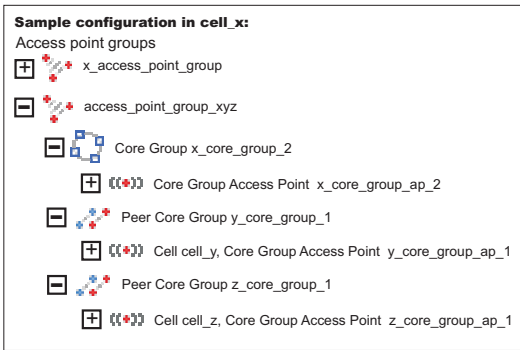 Sample configuration in cell_x:
Access point groups
x_access_point_group
access_point_group_xyz
Core Group x_core_group_2
Core Group Access Point x_core_group_ap_2
Peer Core Group y_core_group_1
Cell cell_y, Core Group Access Point y_core_group_ap_1
Peer Core Group z_core_group_1
Cell cell_z, Core Group Access Point z_core_group_ap_1